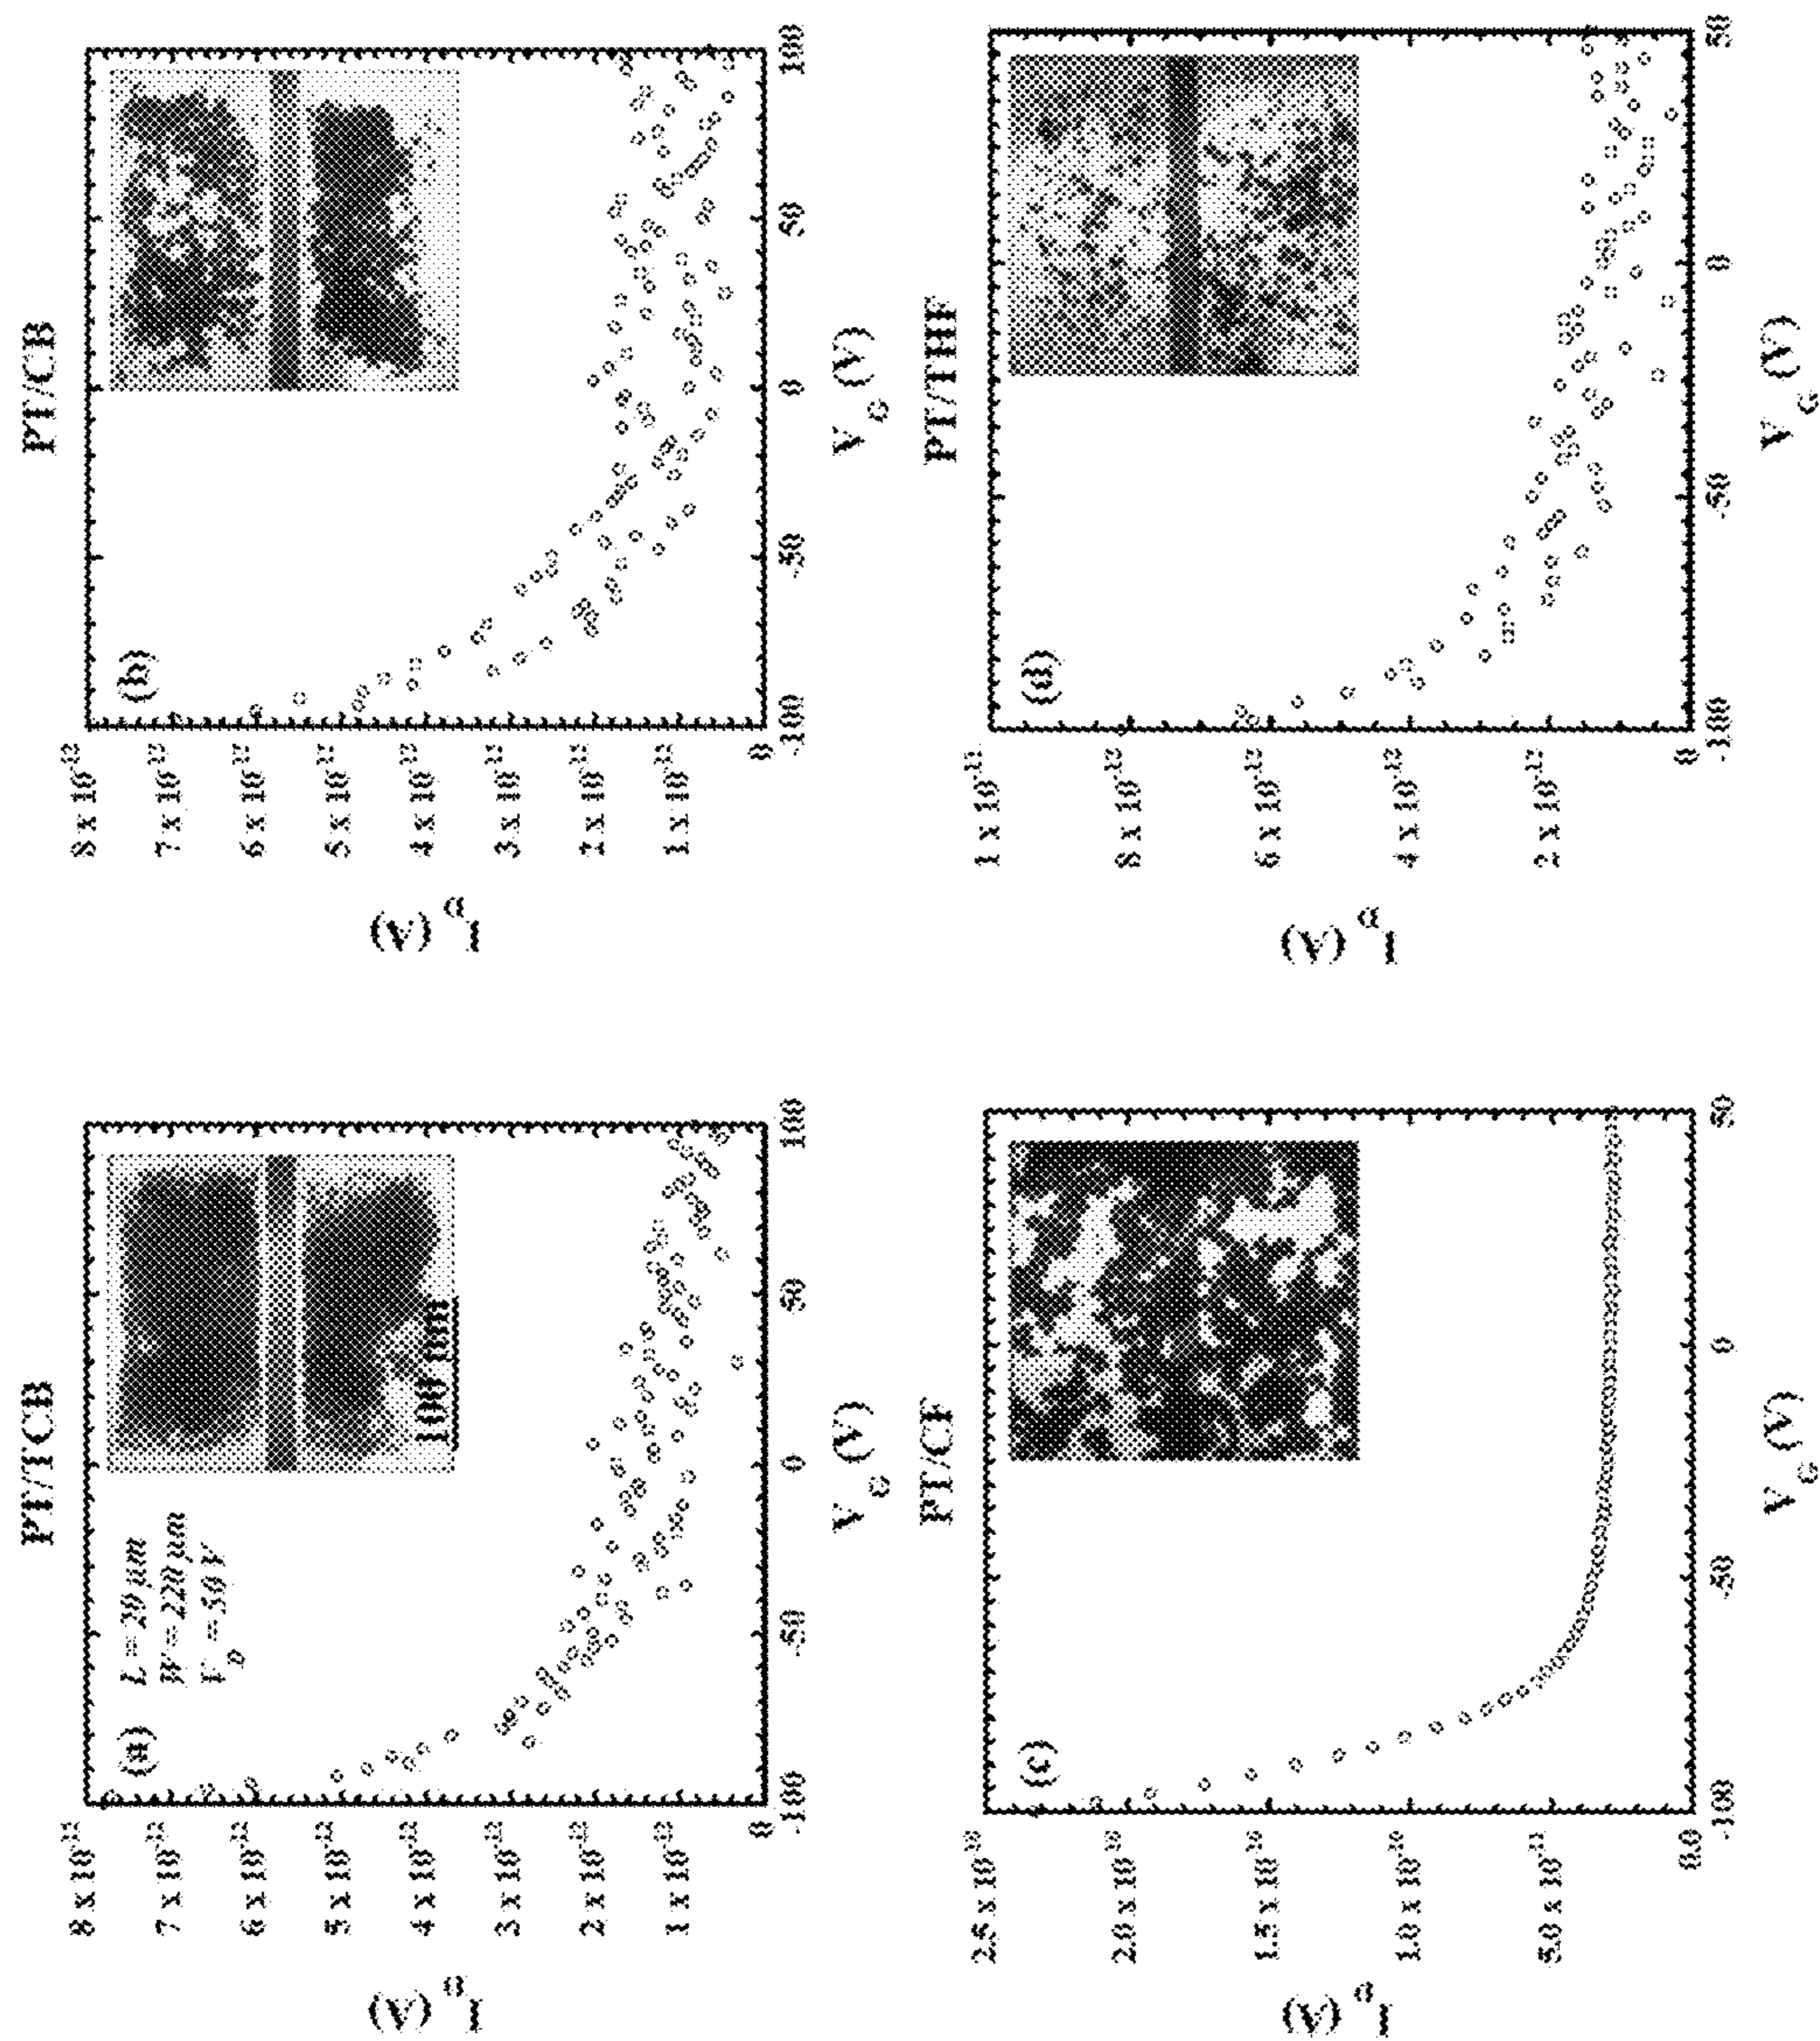 PT/TCB
(a)
L = 20 μm
W = 220 μm
V_D = -50 V
100 nm
8 x 10^-12
7 x 10^-12
6 x 10^-12
5 x 10^-12
4 x 10^-12
3 x 10^-12
2 x 10^-12
1 x 10^-12
0
I_D (A)
-100 -50 0 50 100
V_G (V)
PT/CB
(b)
8 x 10^-12
7 x 10^-12
6 x 10^-12
5 x 10^-12
4 x 10^-12
3 x 10^-12
2 x 10^-12
1 x 10^-12
0
I_D (A)
-100 -50 0 50 100
V_G (V)
PT/CF
(c)
2.5 x 10^-10
2.0 x 10^-10
1.5 x 10^-10
1.0 x 10^-10
5.0 x 10^-11
0.0
I_D (A)
-100 -50 0 50
V_G (V)
PT/THF
(d)
1 x 10^-11
8 x 10^-12
6 x 10^-12
4 x 10^-12
2 x 10^-12
0
I_D (A)
-100 -50 0 50
V_G (V)